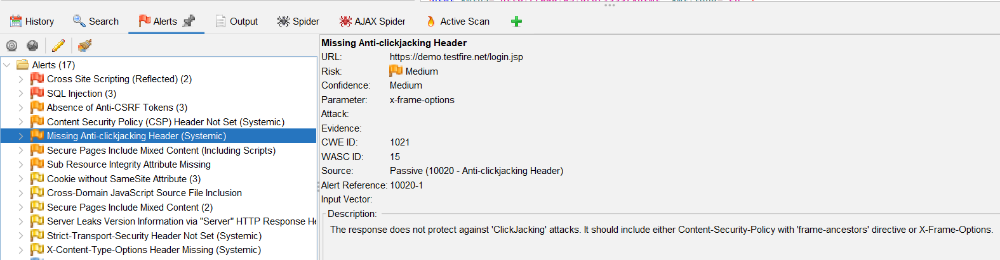 History Search Alerts Output Spider AJAX Spider Active Scan
Alerts (17)
Cross Site Scripting (Reflected) (2)
SQL Injection (3)
Absence of Anti-CSRF Tokens (3)
Content Security Policy (CSP) Header Not Set (Systemic)
Missing Anti-clickjacking Header (Systemic)
Secure Pages Include Mixed Content (Including Scripts)
Sub Resource Integrity Attribute Missing
Cookie without SameSite Attribute (3)
Cross-Domain JavaScript Source File Inclusion
Secure Pages Include Mixed Content (2)
Server Leaks Version Information via "Server" HTTP Response He
Strict-Transport-Security Header Not Set (Systemic)
X-Content-Type-Options Header Missing (Systemic)
Missing Anti-clickjacking Header
URL: https://demo.testfire.net/login.jsp
Risk: Medium
Confidence: Medium
Parameter: x-frame-options
Attack:
Evidence:
CWE ID: 1021
WASC ID: 15
Source: Passive (10020 - Anti-clickjacking Header)
Alert Reference: 10020-1
Input Vector:
Description:
The response does not protect against 'ClickJacking' attacks. It should include either Content-Security-Policy with 'frame-ancestors' directive or X-Frame-Options.